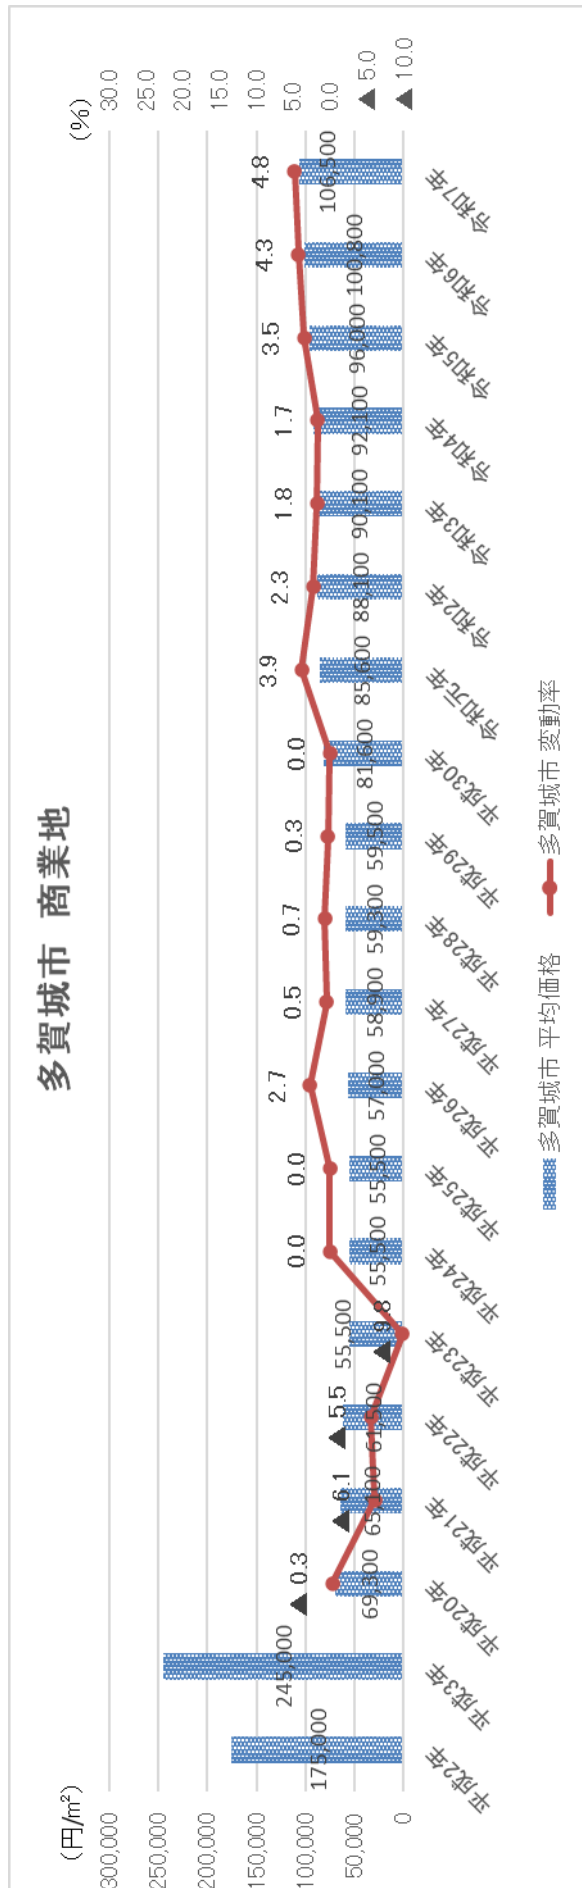 多賀城市 商業地
(円/㎡)
(%)
300,000
250,000
200,000
150,000
100,000
50,000
0
30.0
25.0
20.0
15.0
10.0
5.0
0.0
▲ 5.0
▲ 10.0
175,000
245,000
69,300
65,100
61,500
55,500
55,500
55,500
57,000
58,900
59,300
59,500
81,600
85,600
88,100
90,100
92,100
96,000
100,800
106,500
▲ 0.3
▲ 6.1
▲ 5.5
▲ 9.8
0.0
0.0
2.7
0.5
0.7
0.3
0.0
3.9
2.3
1.8
1.7
3.5
4.3
4.8
平成2年
平成3年
平成20年
平成21年
平成22年
平成23年
平成24年
平成25年
平成26年
平成27年
平成28年
平成29年
平成30年
令和元年
令和2年
令和3年
令和4年
令和5年
令和6年
令和7年
多賀城市 平均価格
多賀城市 変動率